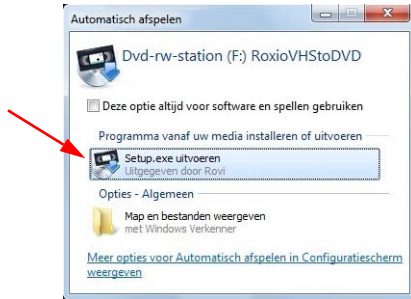 Automatisch afspelen
Dvd-rw-station (F:) RoxioVHStoDVD
Deze optie altijd voor software en spellen gebruiken
Programma vanaf uw media installeren of uitvoeren
Setup.exe uitvoeren
Uitgegeven door Rovi
Opties - Algemeen
Map en bestanden weergeven
met Windows Verkenner
Meer opties voor Automatisch afspelen in Configuratiescherm
weergeven